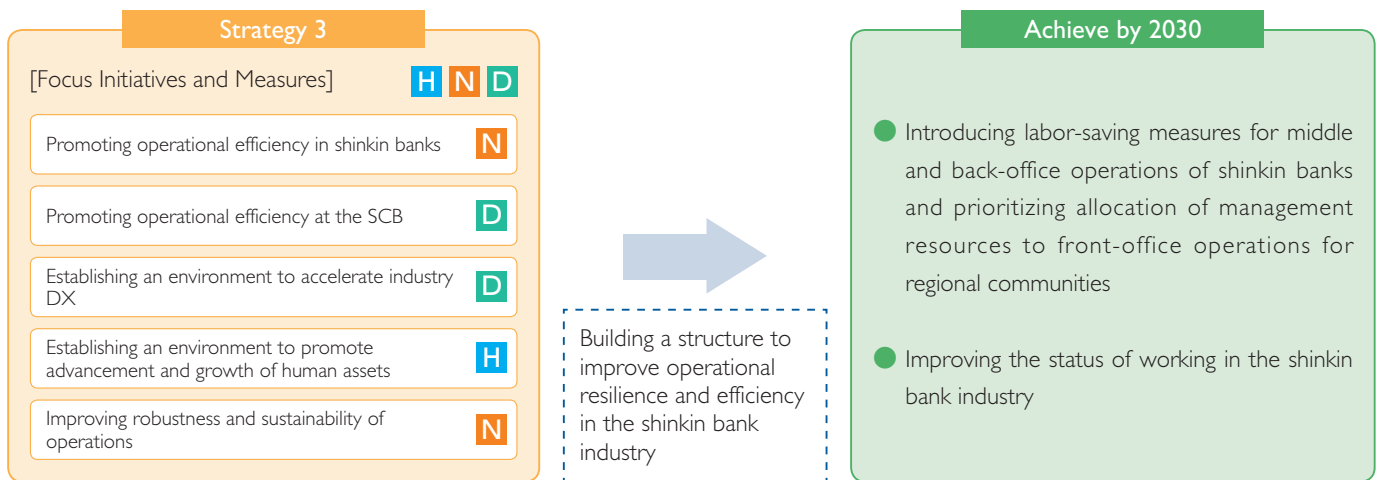 Strategy 3
[Focus Initiatives and Measures] H N D
Promoting operational efficiency in shinkin banks N
Promoting operational efficiency at the SCB D
Establishing an environment to accelerate industry
DX D
Establishing an environment to promote
advancement and growth of human assets H
Improving robustness and sustainability of
operations N
Building a structure to
improve operational
resilience and efficiency
in the shinkin bank
industry
Achieve by 2030
Introducing labor-saving measures for middle
and back-office operations of shinkin banks
and prioritizing allocation of management
resources to front-office operations for
regional communities
Improving the status of working in the shinkin
bank industry